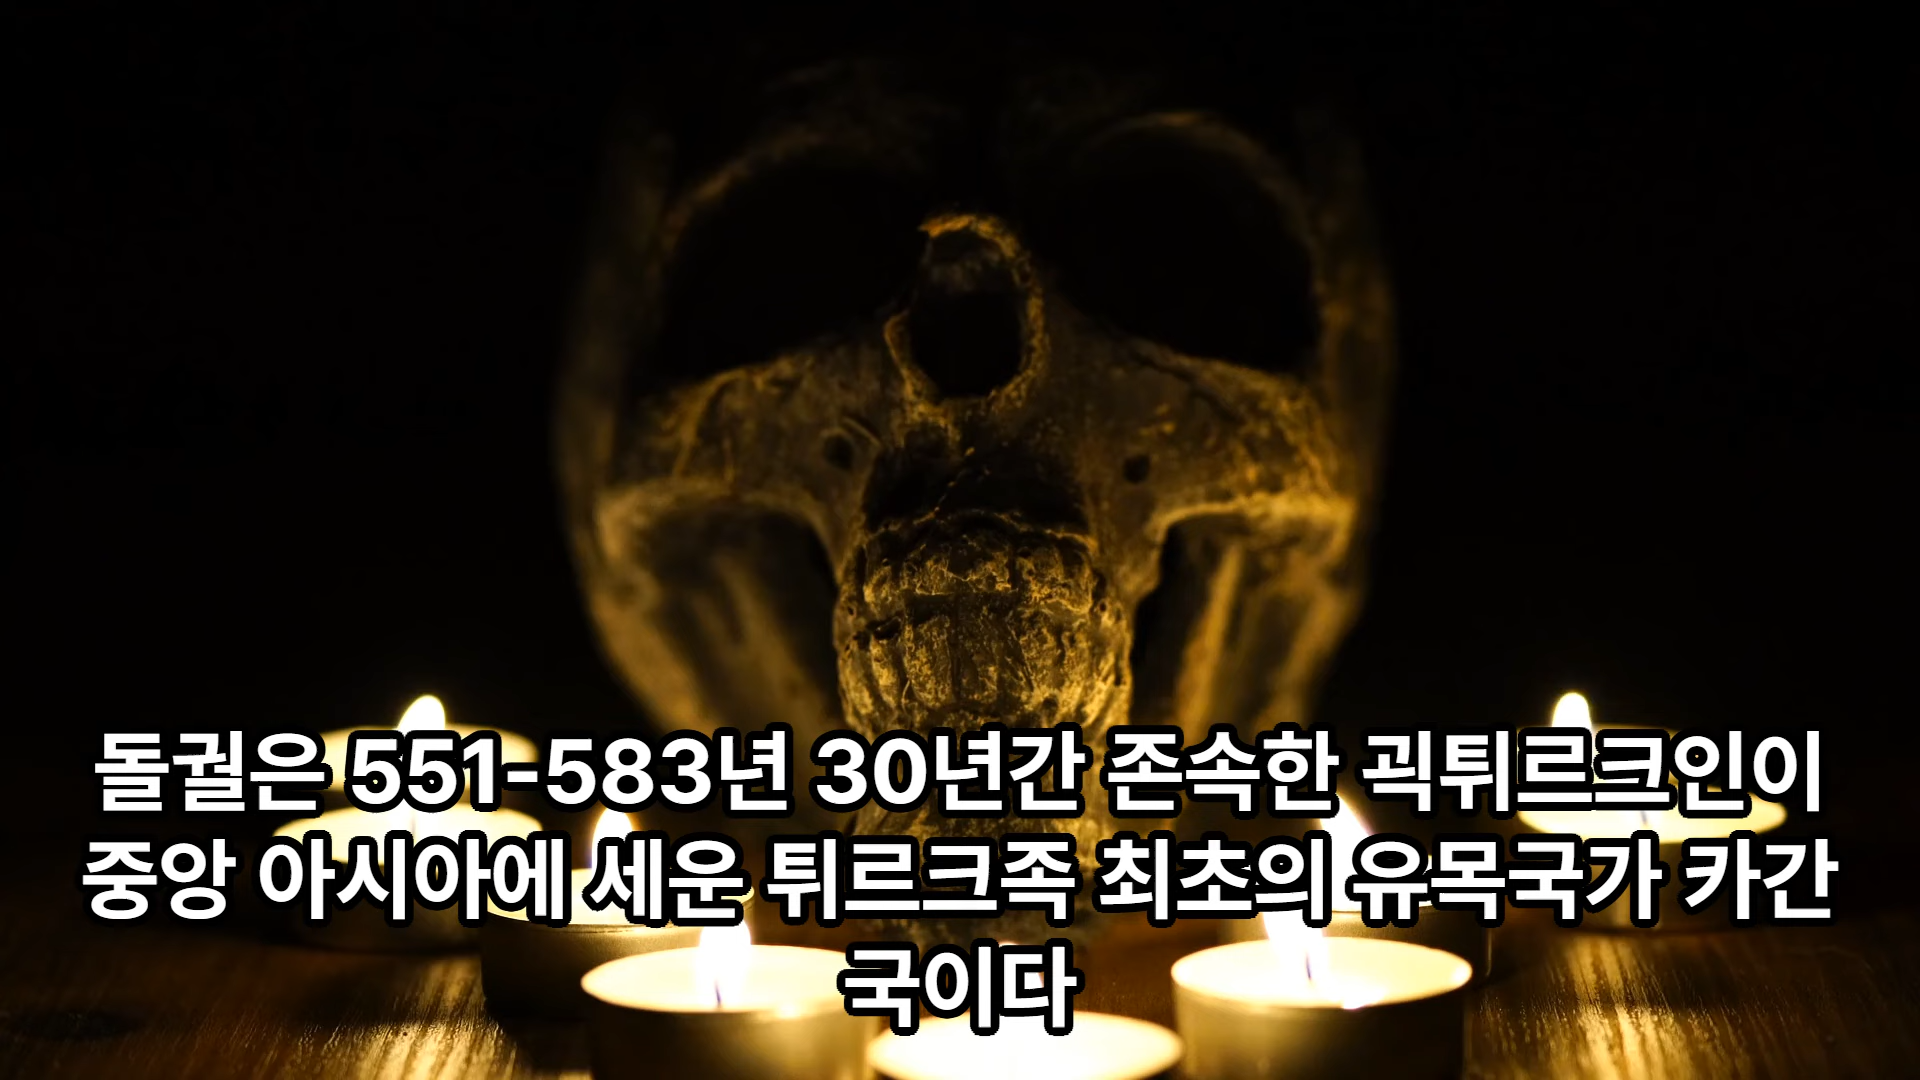 돌궐은 551-583년 30년간 존속한 괵튀르크인이
중앙 아시아에 세운 튀르크족 최초의 유목국가 카간
국이다